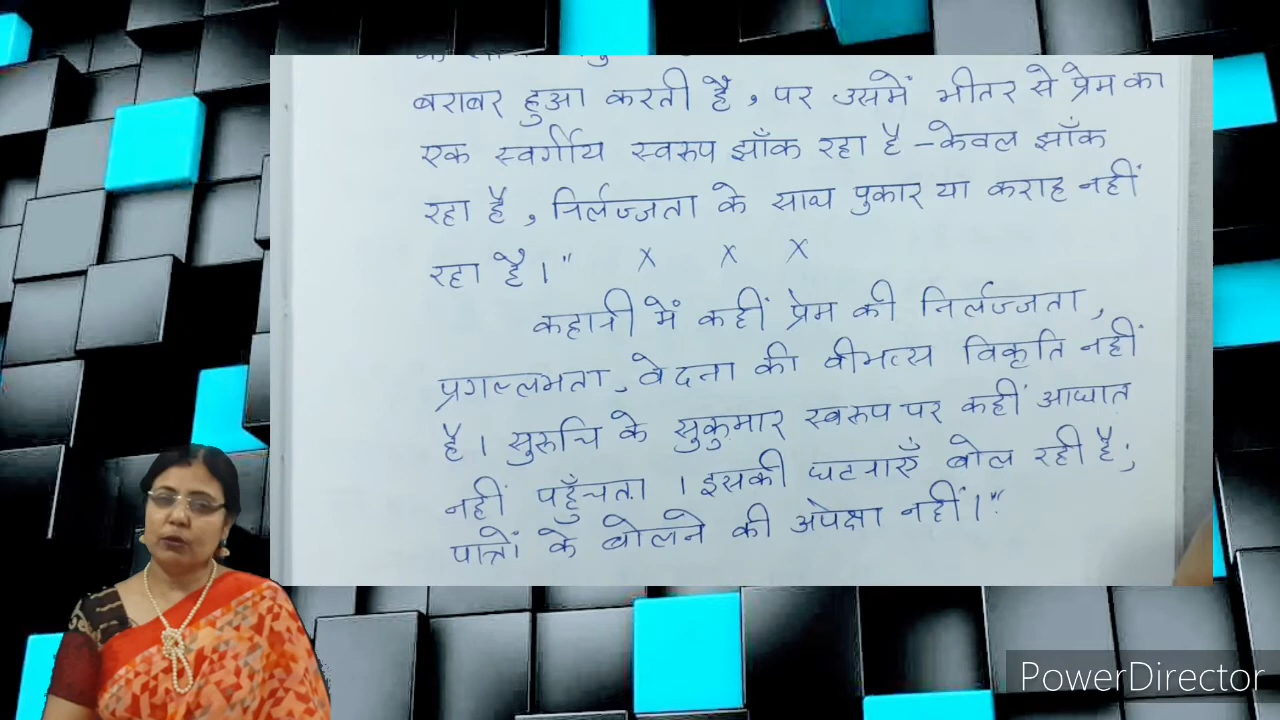 बराबर हुआ करती है, पर उसमें भीतर से प्रेम का
एक स्वर्गीय स्वरूप झाँक रहा है – केवल झाँक
रहा है, निर्लज्जता के साथ पुकार या कराह नहीं
रहा है।" x x x
कहानी में कहीं प्रेम की निर्लज्जता,
प्रगल्लभता, वेदना की वीभत्स विकृति नहीं
है। सुरूचि के सुकुमार स्वरूप पर कहीं आघात
नहीं पहुँचता । इसकी घटनाएँ बोल रही है;
पात्रों के बोलने की अपेक्षा नहीं।"
PowerDirector